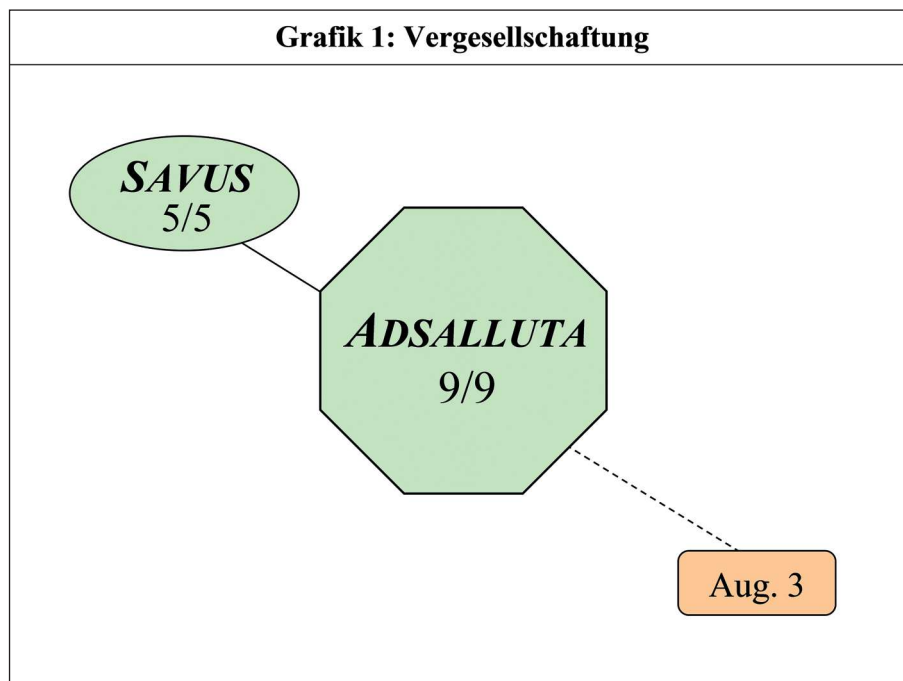 Grafik 1: Vergesellschaftung
SAVUS
5/5
ADSALLUTA
9/9
Aug. 3